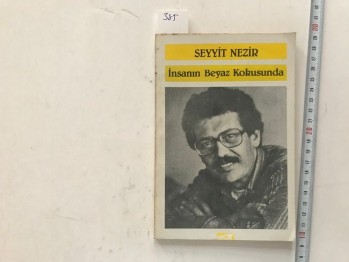 385
SEYYİT NEZİR
İnsanın Beyaz Kokusunda